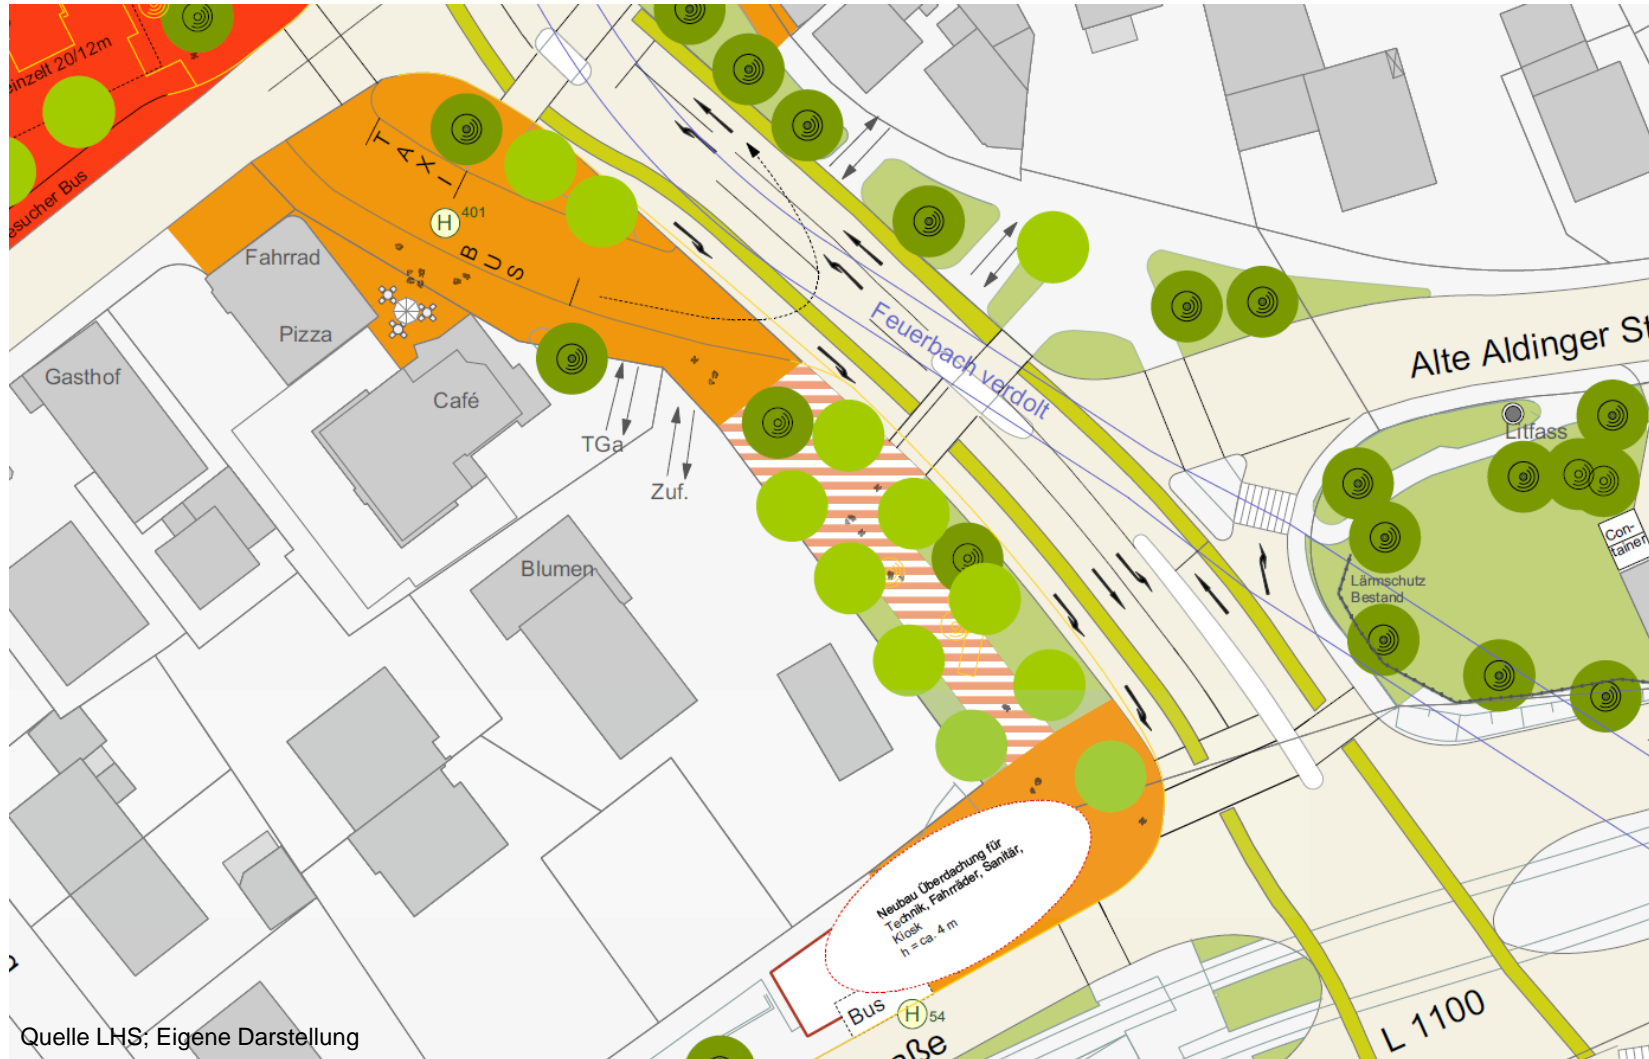 einzelt 20/12m
esucher Bus
TAXI
H 401
BUS
Fahrrad
Pizza
Gasthof
Café
TGa
Zuf.
Blumen
Feuerbach verdolt
Alte Aldinger St
Litfass
Con-
tainer
Lärmschutz
Bestand
Neubau Überdachung für
Technik, Fahrräder, Sanitär,
Kiosk
h = ca. 4 m
Bus
H 54
aße
L 1100
Quelle LHS; Eigene Darstellung